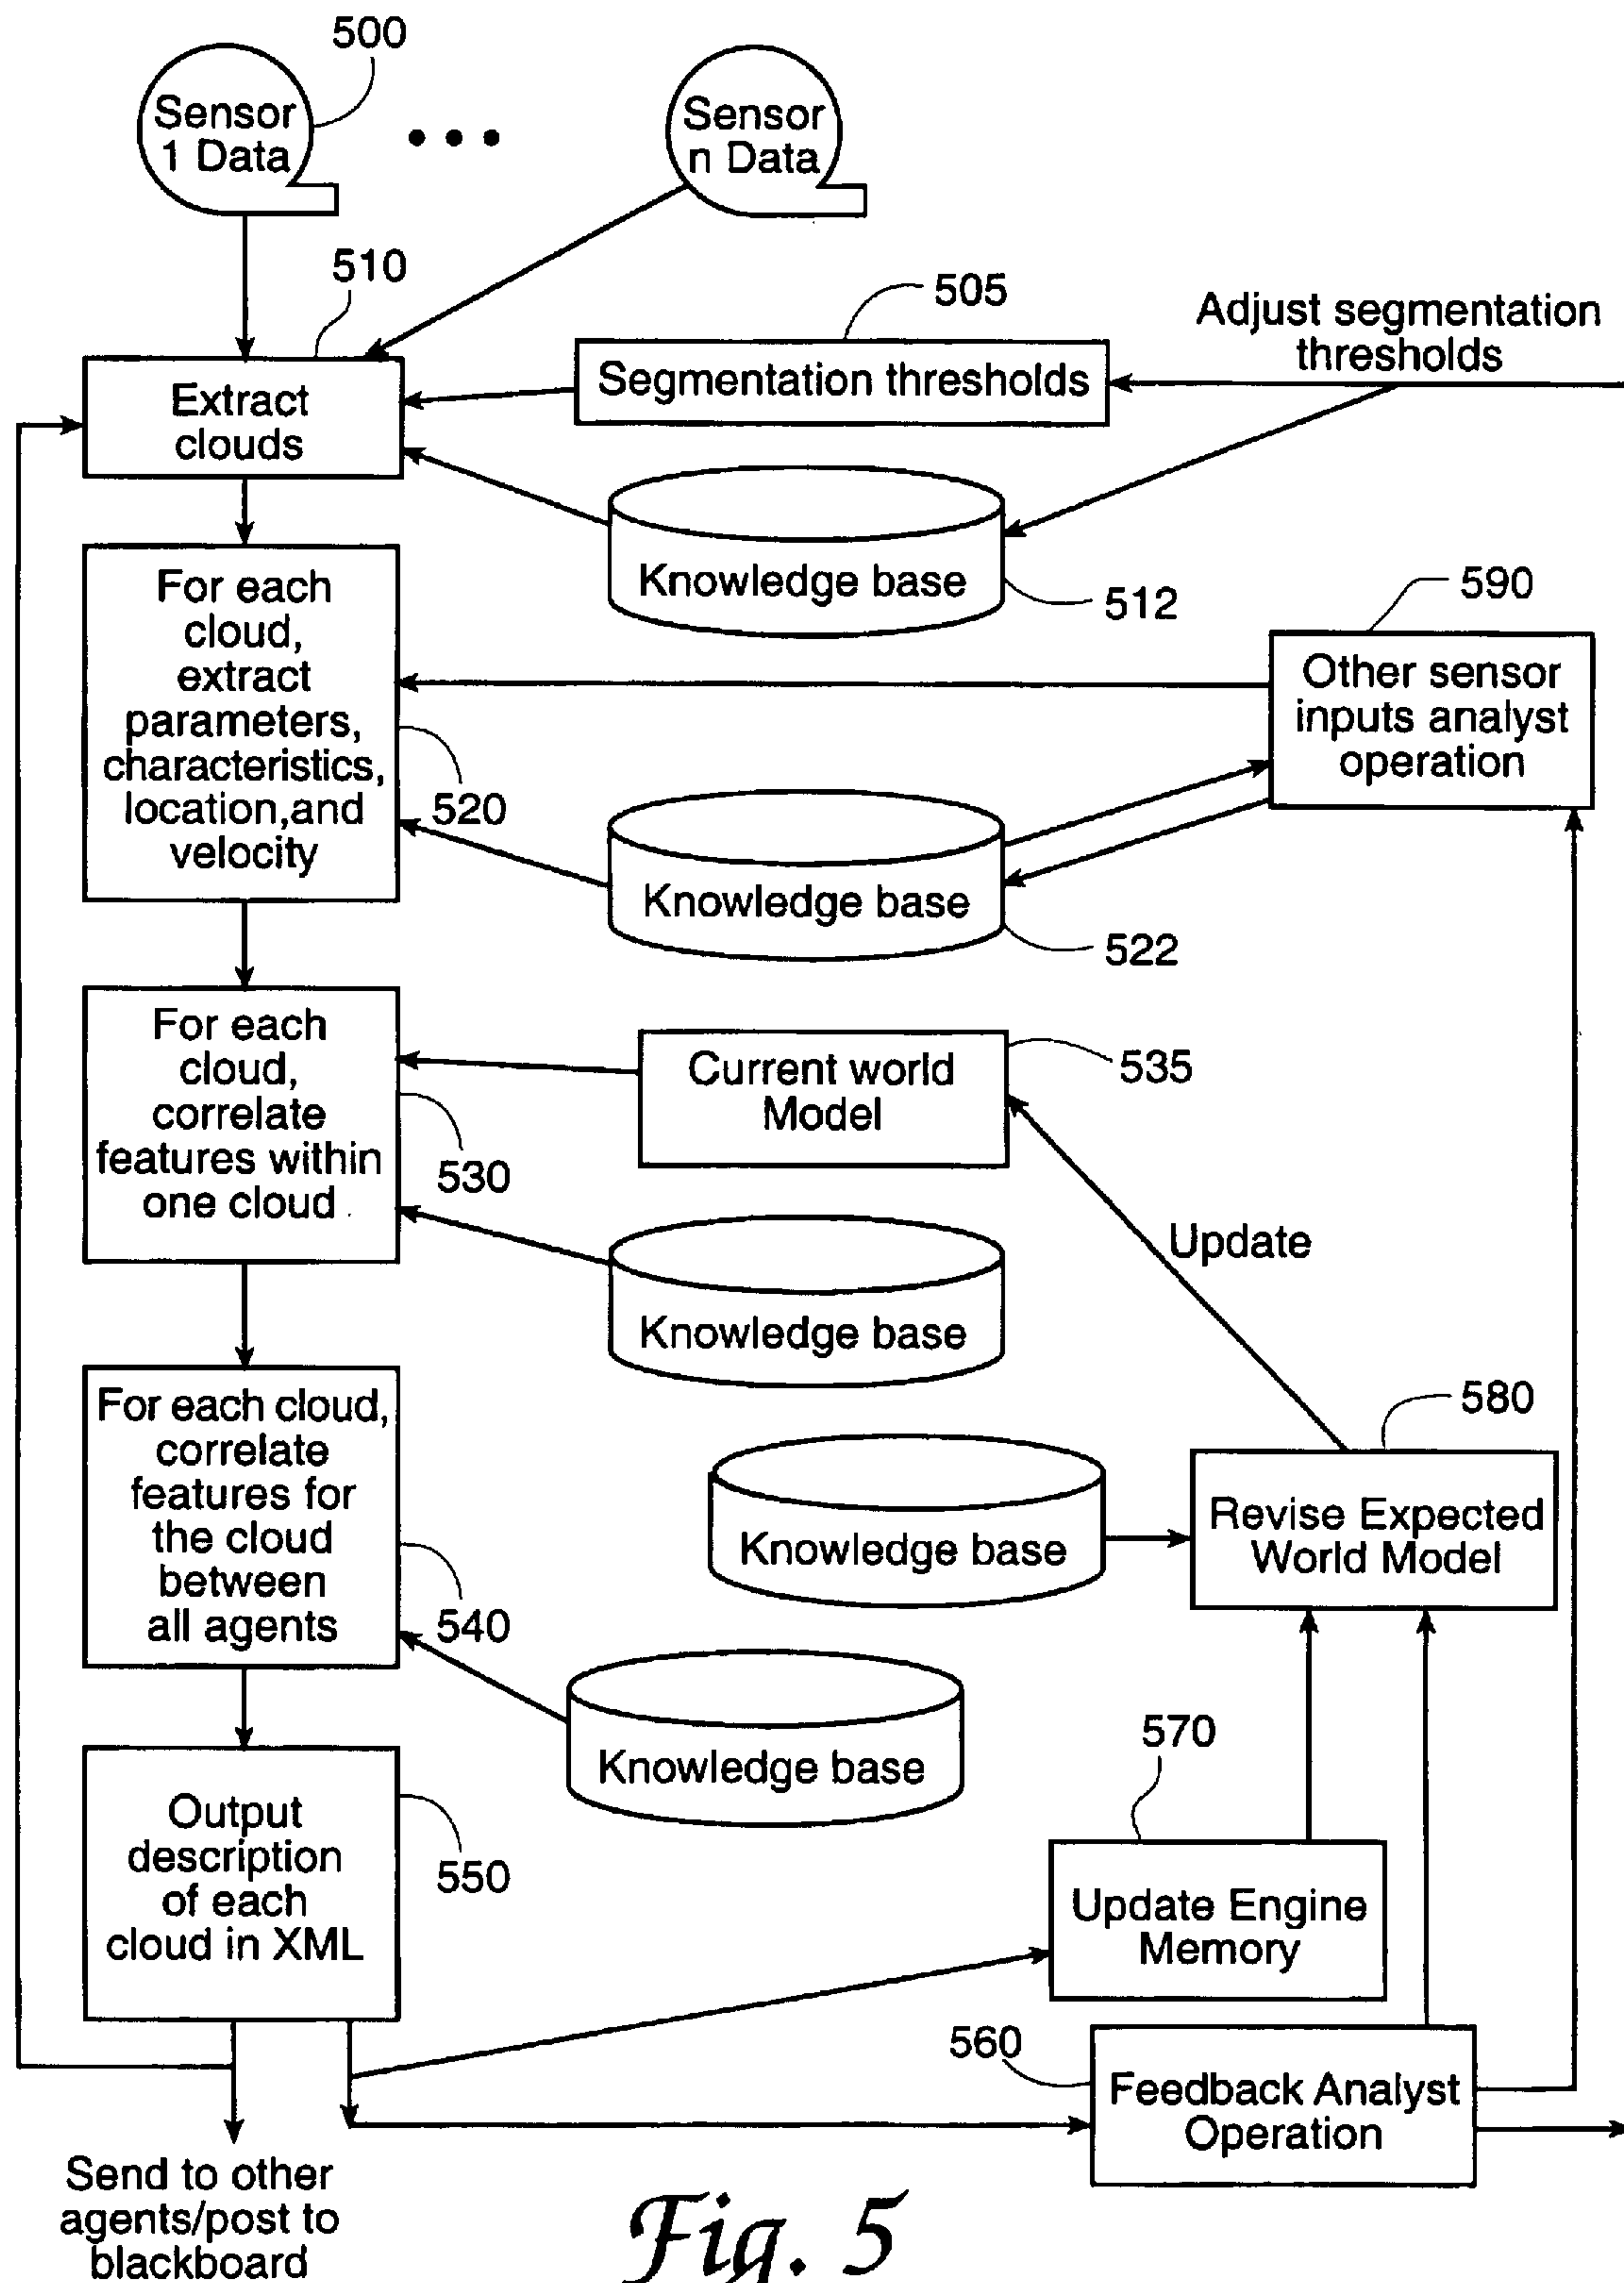 500
Sensor
1 Data
Sensor
n Data
510
505
Adjust segmentation
thresholds
Segmentation thresholds
Extract
clouds
Knowledge base
512
590
For each
cloud,
extract
parameters,
characteristics,
location,and
velocity
520
Other sensor
inputs analyst
operation
Knowledge base
522
For each
cloud,
correlate
features within
one cloud
530
Current world
Model
535
Update
Knowledge base
580
For each cloud,
correlate
features for
the cloud
between
all agents
540
Knowledge base
Revise Expected
World Model
Knowledge base
570
Output
description
of each
cloud in XML
550
Update Engine
Memory
560
Feedback Analyst
Operation
Send to other
agents/post to
blackboard
Fig. 5